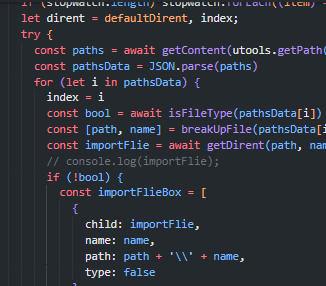 if (stopWatch.length) stopWatch.forEach((item)
let dirent = defaultDirent, index;
try {
const paths = await getContent(utools.getPath(
const pathsData = JSON.parse(paths)
for (let i in pathsData) {
index = i
const bool = await isFileType(pathsData[i])
const [path, name] = breakUpFile(pathsData[i
const importFlie = await getDirent(path, nam
// console.log(importFlie);
if (!bool) {
const importFlieBox = [
{
child: importFlie,
name: name,
path: path + '\\' + name,
type: false
}